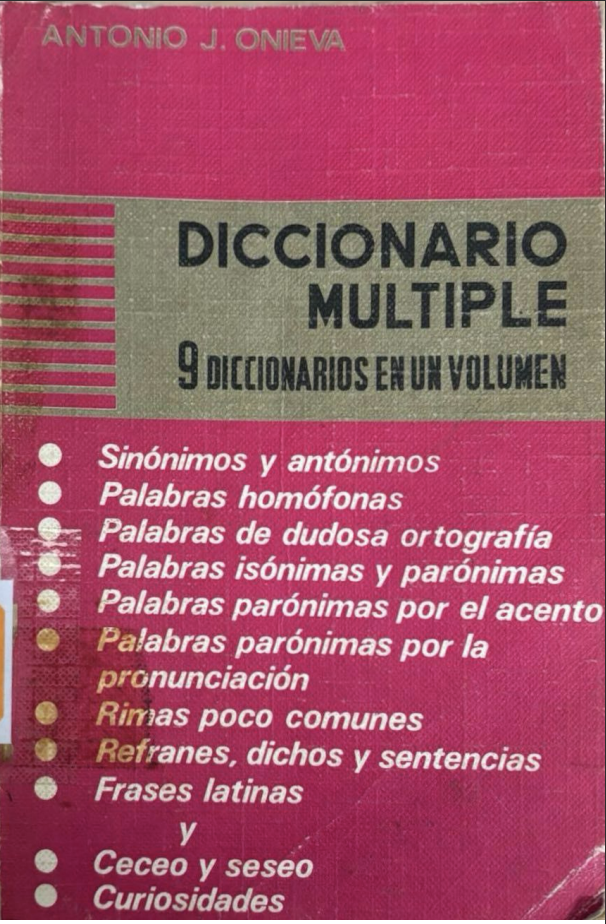 ANTONIO J. ONIEVA
DICCIONARIO
MULTIPLE
9 DICCIONARIOS EN UN VOLUMEN
Sinónimos y antónimos
Palabras homófonas
Palabras de dudosa ortografía
Palabras isónimas y parónimas
Palabras parónimas por el acento
Palabras parónimas por la
pronunciación
Rimas poco comunes
Refranes, dichos y sentencias
Frases latinas
y
Ceceo y seseo
Curiosidades